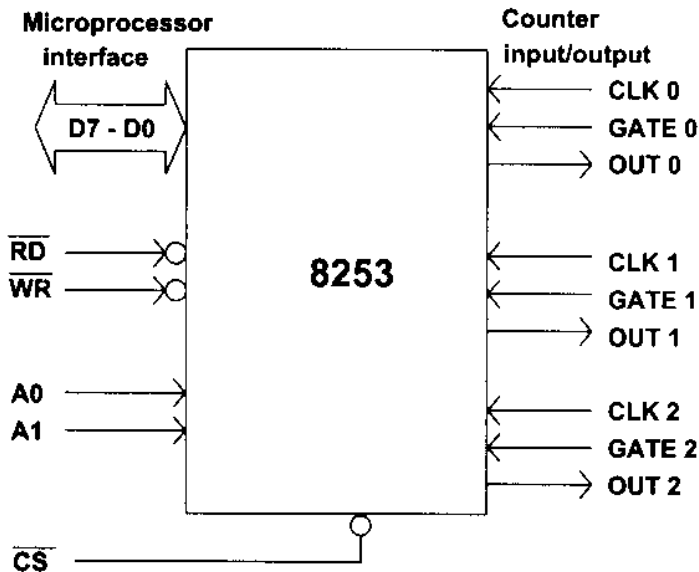 Microprocessor
interface
Counter
input/output
D7 - D0
CLK 0
GATE 0
OUT 0
RD
WR
8253
CLK 1
GATE 1
OUT 1
A0
A1
CLK 2
GATE 2
OUT 2
CS